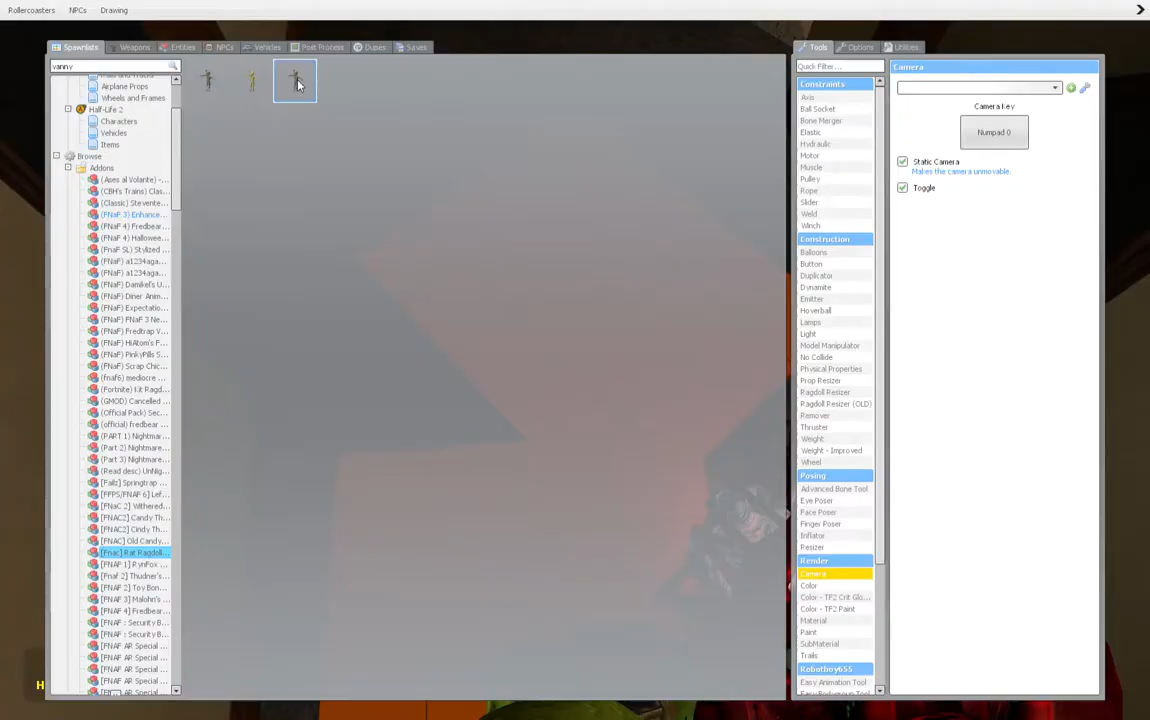 Rollercoasters NPCs Drawing
Spawnlists Weapons Entities NPCs Vehicles Post Process Dupes Saves
vanny
Airplane Props
Wheels and Frames
Half-Life 2
Characters
Vehicles
Items
Browse
Addons
(Ases al Volante) -...
(CBH's Trains) Clas...
(Classic) Stevente...
(FNaF 3) Enhance...
(FNaF 4) Fredbear...
(FNaF 4) Hallowee...
(FnaF SL) Stylized ...
(FNaF) a1234aga...
(FNaF) a1234aga...
(FNaF) Damikel's U...
(FNaF) Diner Anim...
(FNaF) Expectatio...
(FNaF) FNaF 3 Ne...
(FNaF) Fredtrap V...
(FNaF) HiAtom's F...
(FNaF) PinkyPills S...
(FNaF) Scrap Chic...
(fnaf6) mediocre ...
(Fortnite) Kit Ragd...
(GMOD) Cancelled ...
(Official Pack) Sec...
(official) fredbear ...
(PART 1) Nightmar...
(Part 2) Nightmare...
(Part 3) Nightmare...
(Read desc) UnNig...
[Failz] Springtrap ...
[FFPS/FNAF 6] Lef...
[FNaC 2] Withered...
[FNAC2] Candy Th...
[FNAC2] Cindy Th...
[FNAC] Old Candy...
[Fnac] Rat Ragdoll...
[FNAF 1] RynFox ...
[Fnaf 2] Thudner's...
[FNAF 2] Toy Bon...
[FNAF 3] Malohn's ...
[FNAF 4] Fredbear...
[FNAF : Security B...
[FNAF : Security B...
[FNAF AR Special ...
[FNAF AR Special ...
[FNAF AR Special ...
AR Special ...
H
Tools Options Utilities
Quick Filter...
Constraints
Axis
Ball Socket
Bone Merger
Elastic
Hydraulic
Motor
Muscle
Pulley
Rope
Slider
Weld
Winch
Construction
Balloons
Button
Duplicator
Dynamite
Emitter
Hoverball
Lamps
Light
Model Manipulator
No Collide
Physical Properties
Prop Resizer
Ragdoll Resizer
Ragdoll Resizer (OLD)
Remover
Thruster
Weight
Weight - Improved
Wheel
Posing
Advanced Bone Tool
Eye Poser
Face Poser
Finger Poser
Inflator
Resizer
Render
Camera
Color
Color - TF2 Crit Glo...
Color - TF2 Paint
Material
Paint
SubMaterial
Trails
Robotboy655
Easy Animation Tool
Easy Bodygroup Tool
Camera
Camera Key
Numpad 0
Static Camera
Makes the camera unmovable.
Toggle